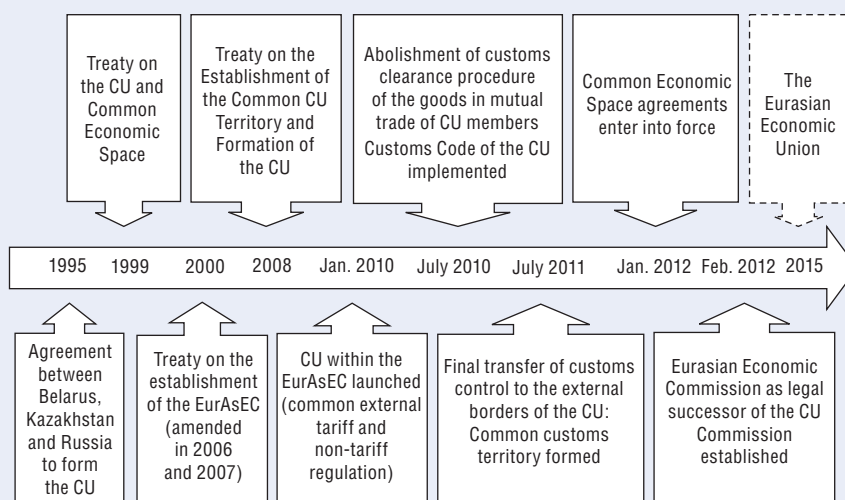 Treaty on
the CU and
Common
Economic
Space
Treaty on the
Establishment of
the Common CU
Territory and
Formation of
the CU
Abolishment of customs
clearance procedure
of the goods in mutual
trade of CU members
Customs Code of the CU
implemented
Common Economic
Space agreements
enter into force
The
Eurasian
Economic
Union
1995 1999 2000 2008 Jan. 2010 July 2010 July 2011 Jan. 2012 Feb. 2012 2015
Agreement
between
Belarus,
Kazakhstan
and Russia
to form
the CU
Treaty on the
establishment
of the EurAsEC
(amended
in 2006
and 2007)
CU within the
EurAsEC launched
(common external
tariff and
non-tariff
regulation)
Final transfer of customs
control to the external
borders of the CU:
Common customs
territory formed
Eurasian Economic
Commission as legal
successor of the CU
Commission
established